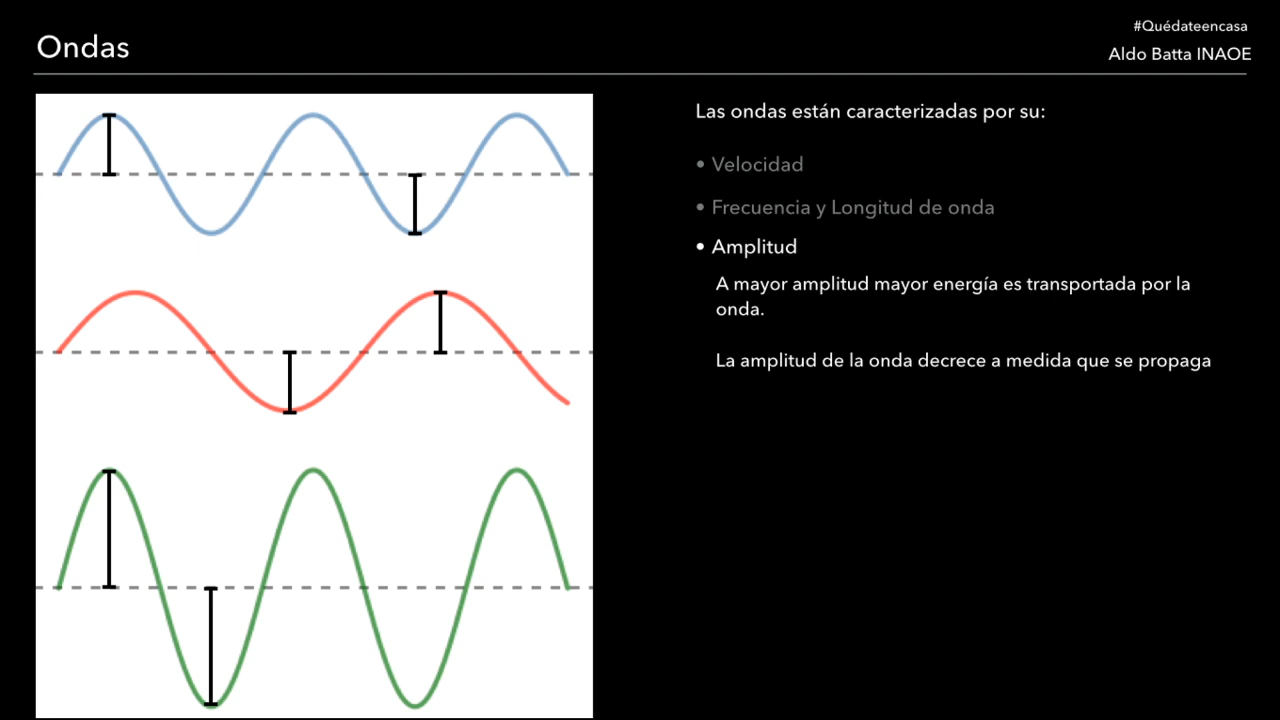 Ondas
#Quédateencasa
Aldo Batta INAOE
Las ondas están caracterizadas por su:
• Velocidad
• Frecuencia y Longitud de onda
• Amplitud
A mayor amplitud mayor energía es transportada por la
onda.
La amplitud de la onda decrece a medida que se propaga